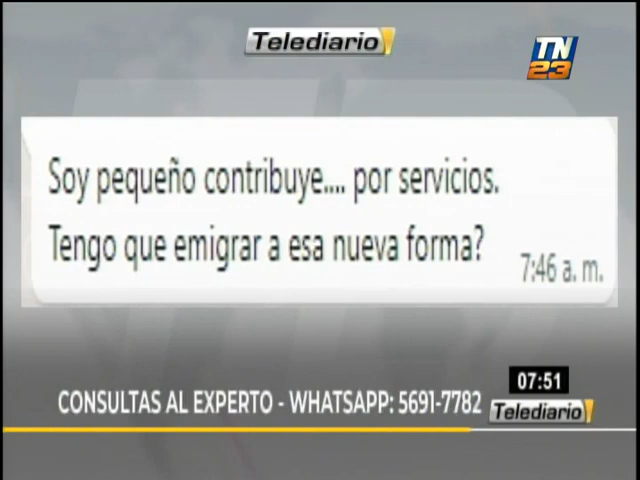 Telediario
TN
23
Soy pequeño contribuye.... por servicios.
Tengo que emigrar a esa nueva forma?
7:46 a. m.
07:51
CONSULTAS AL EXPERTO - WHATSAPP: 5691-7782
Telediario